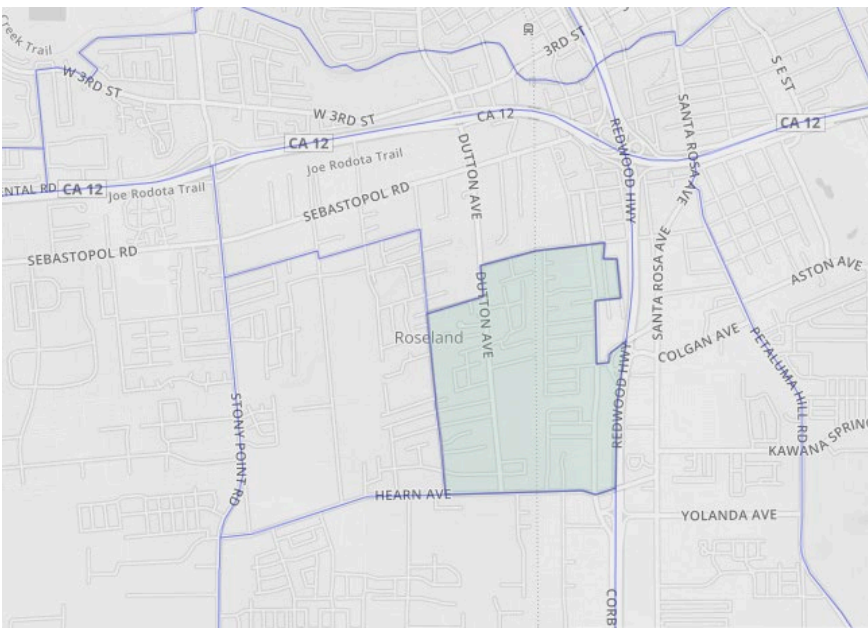 Creek Trail
W 3RD ST
3RD ST
S E ST
W 3RD ST
CA 12
CA 12
CA 12
SANTA ROSA AVE
REDWOOD HWY
DUTTON AVE
Joe Rodota Trail
CA 12
ENTAL RD
Joe Rodota Trail
SEBASTOPOL RD
SEBASTOPOL RD
SANTA ROSA AVE
ASTON AVE
DUTTON AVE
Roseland
COLGAN AVE
PETALUMA HILL RD
REDWOOD HWY
STONY POINT RD
KAWANA SPRING
HEARN AVE
YOLANDA AVE
CORB